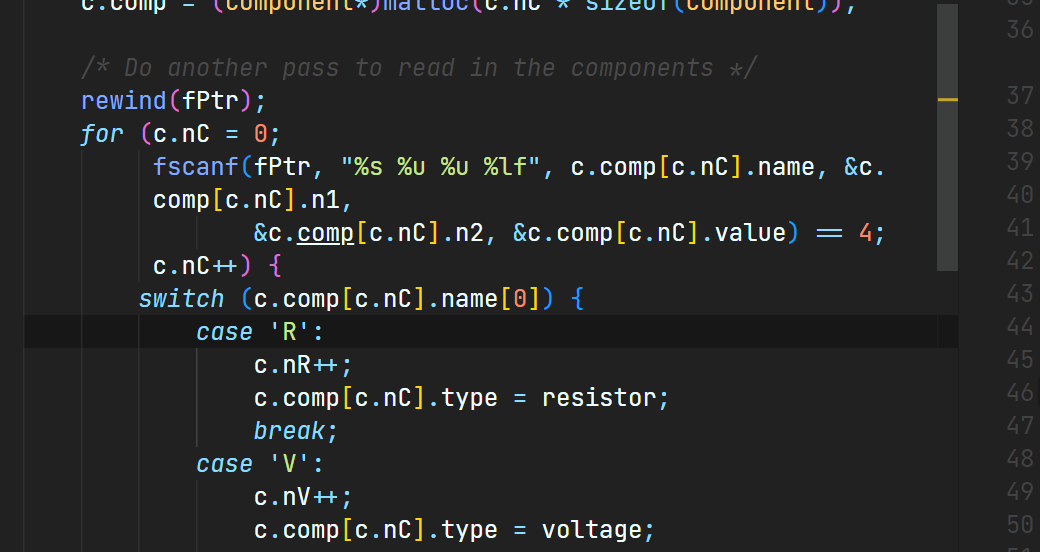 c.comp = (component*)malloc(c.nC * sizeof(component));
36
/* Do another pass to read in the components */
rewind(fPtr);
37
for (c.nC = 0;
38
fscanf(fPtr, "%s %u %u %lf", c.comp[c.nC].name, &c.
39
comp[c.nC].n1,
40
&c.comp[c.nC].n2, &c.comp[c.nC].value) == 4;
41
c.nC++) {
42
switch (c.comp[c.nC].name[0]) {
43
case 'R':
44
c.nR++;
45
c.comp[c.nC].type = resistor;
46
break;
47
case 'V':
48
c.nV++;
49
c.comp[c.nC].type = voltage;
50